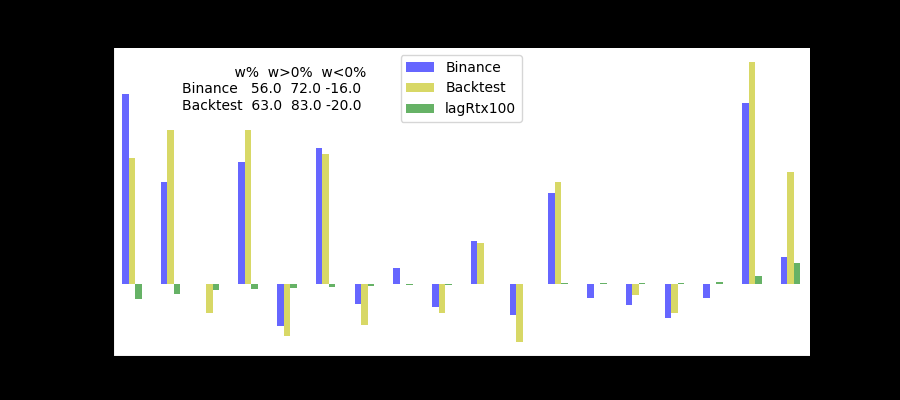 w%  w>0%  w<0%
Binance   56.0  72.0 -16.0
Backtest  63.0  83.0 -20.0
Binance
Backtest
lagRtx100